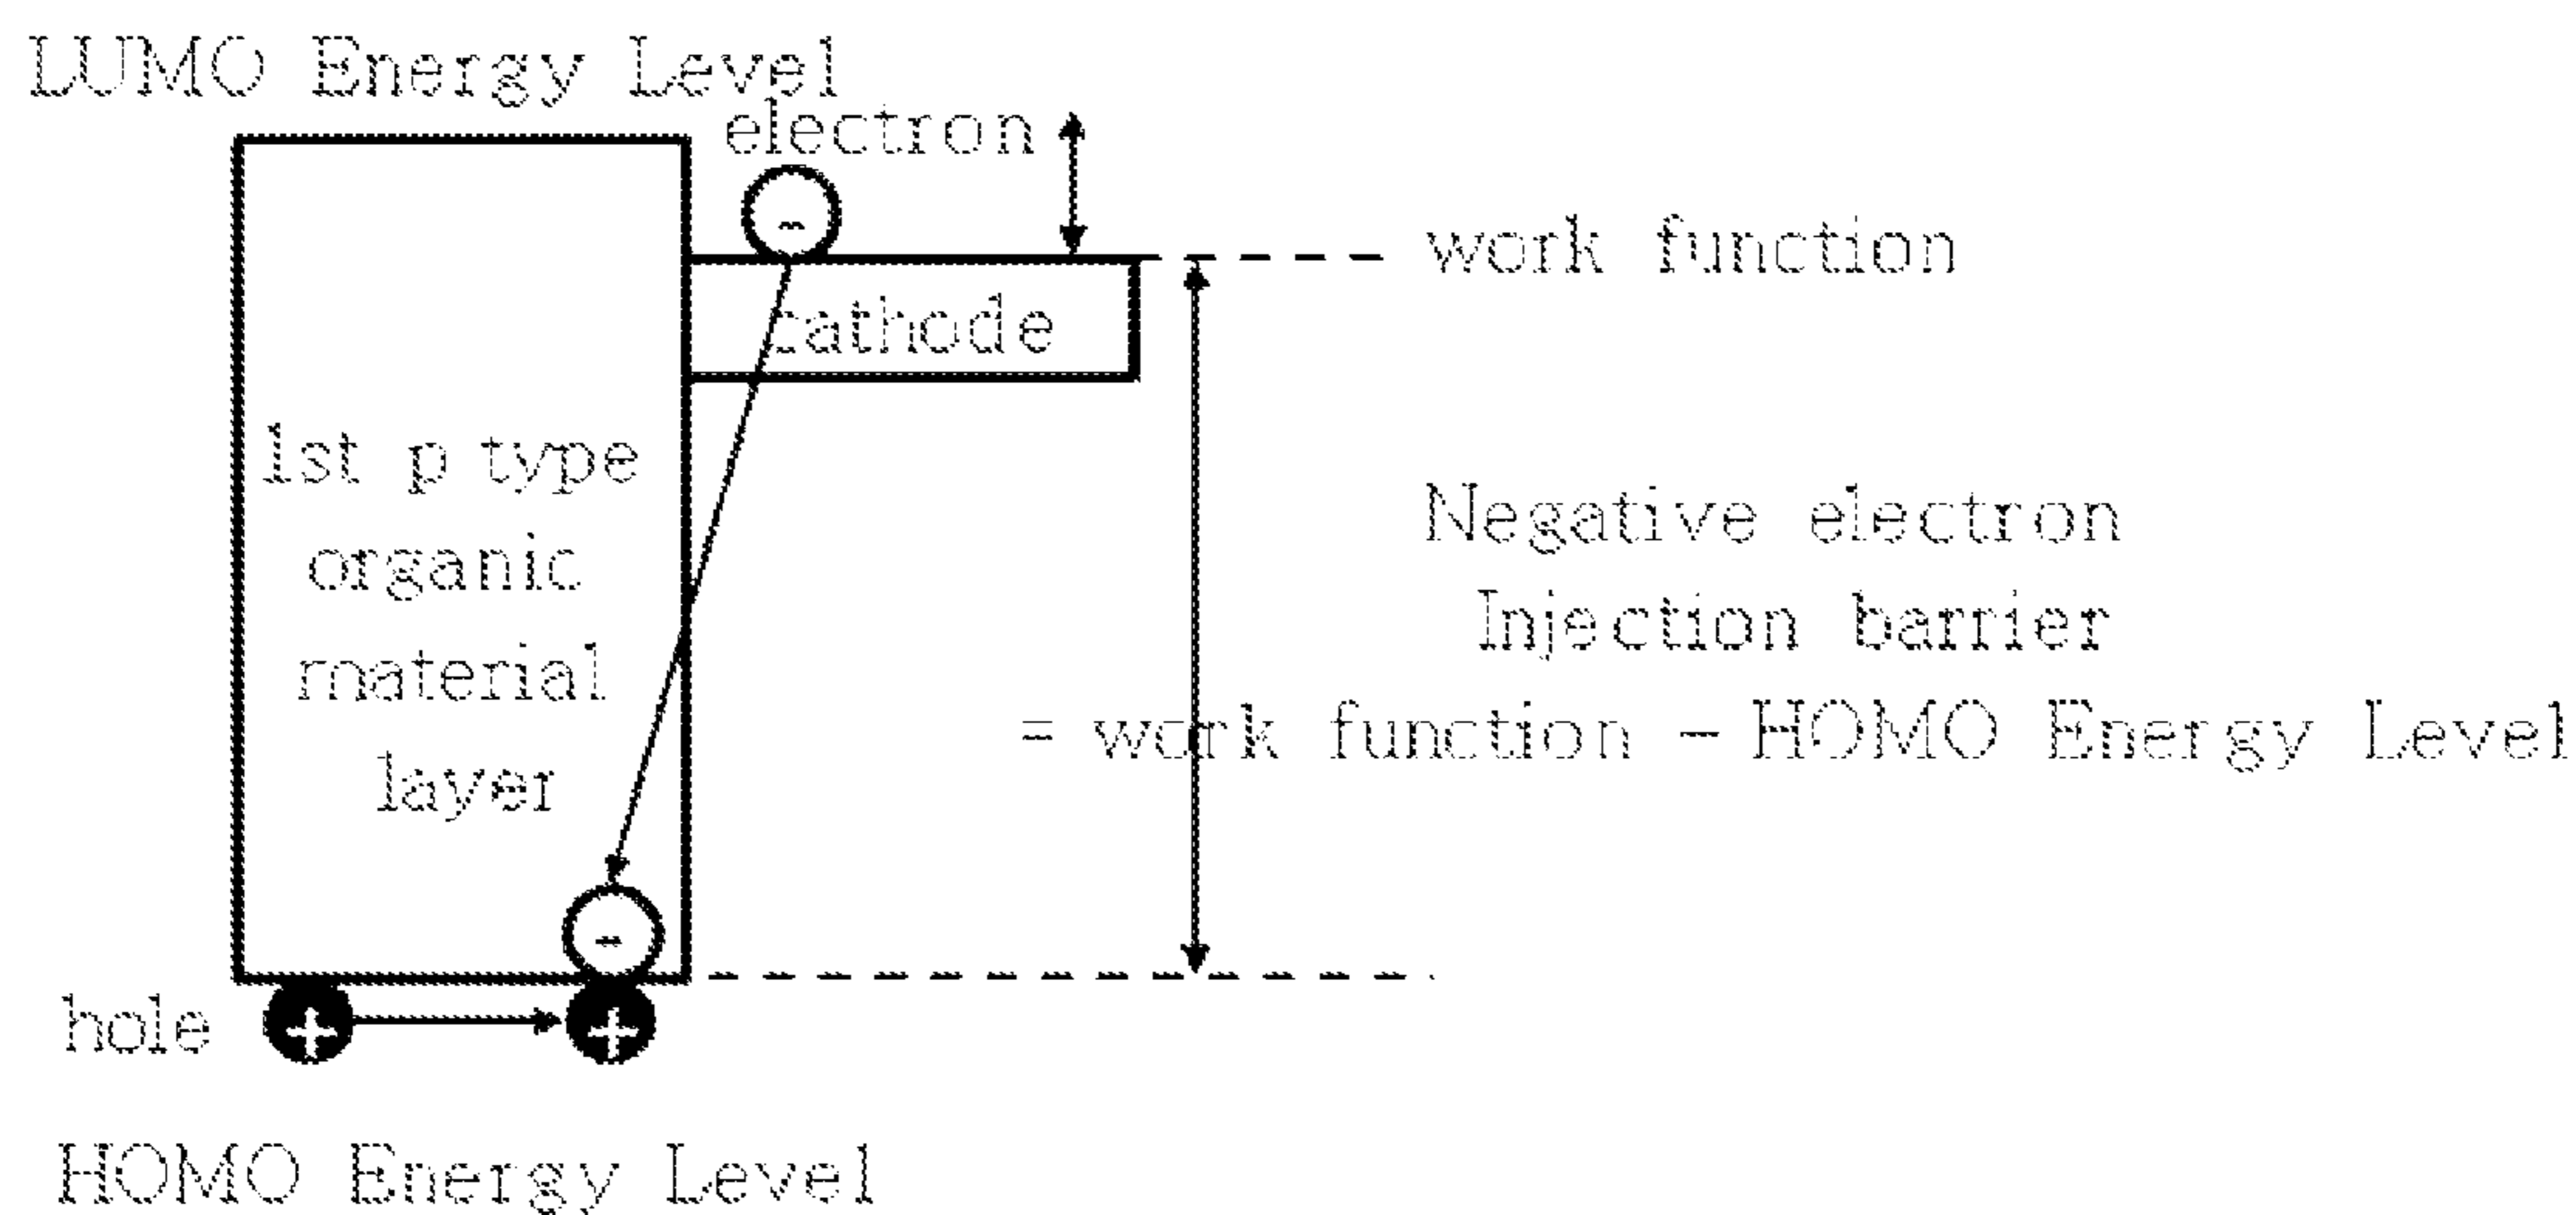 LUMO Energy Level
electron
-
work function
cathode
1st p type
organic
material
layer
Negative electron
Injection barrier
= work function - HOMO Energy Level
-
hole
+ +
HOMO Energy Level